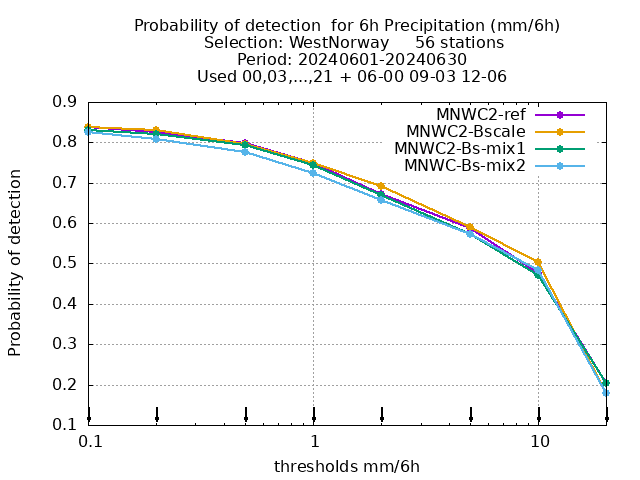 Probability of detection  for 6h Precipitation (mm/6h)
Selection: WestNorway     56 stations
Period: 20240601-20240630
Used 00,03,...,21 + 06-00 09-03 12-06
MNWC2-ref
MNWC2-Bscale
MNWC2-Bs-mix1
MNWC-Bs-mix2
Probability of detection
0.9
0.8
0.7
0.6
0.5
0.4
0.3
0.2
0.1
0.1 1 10
thresholds mm/6h